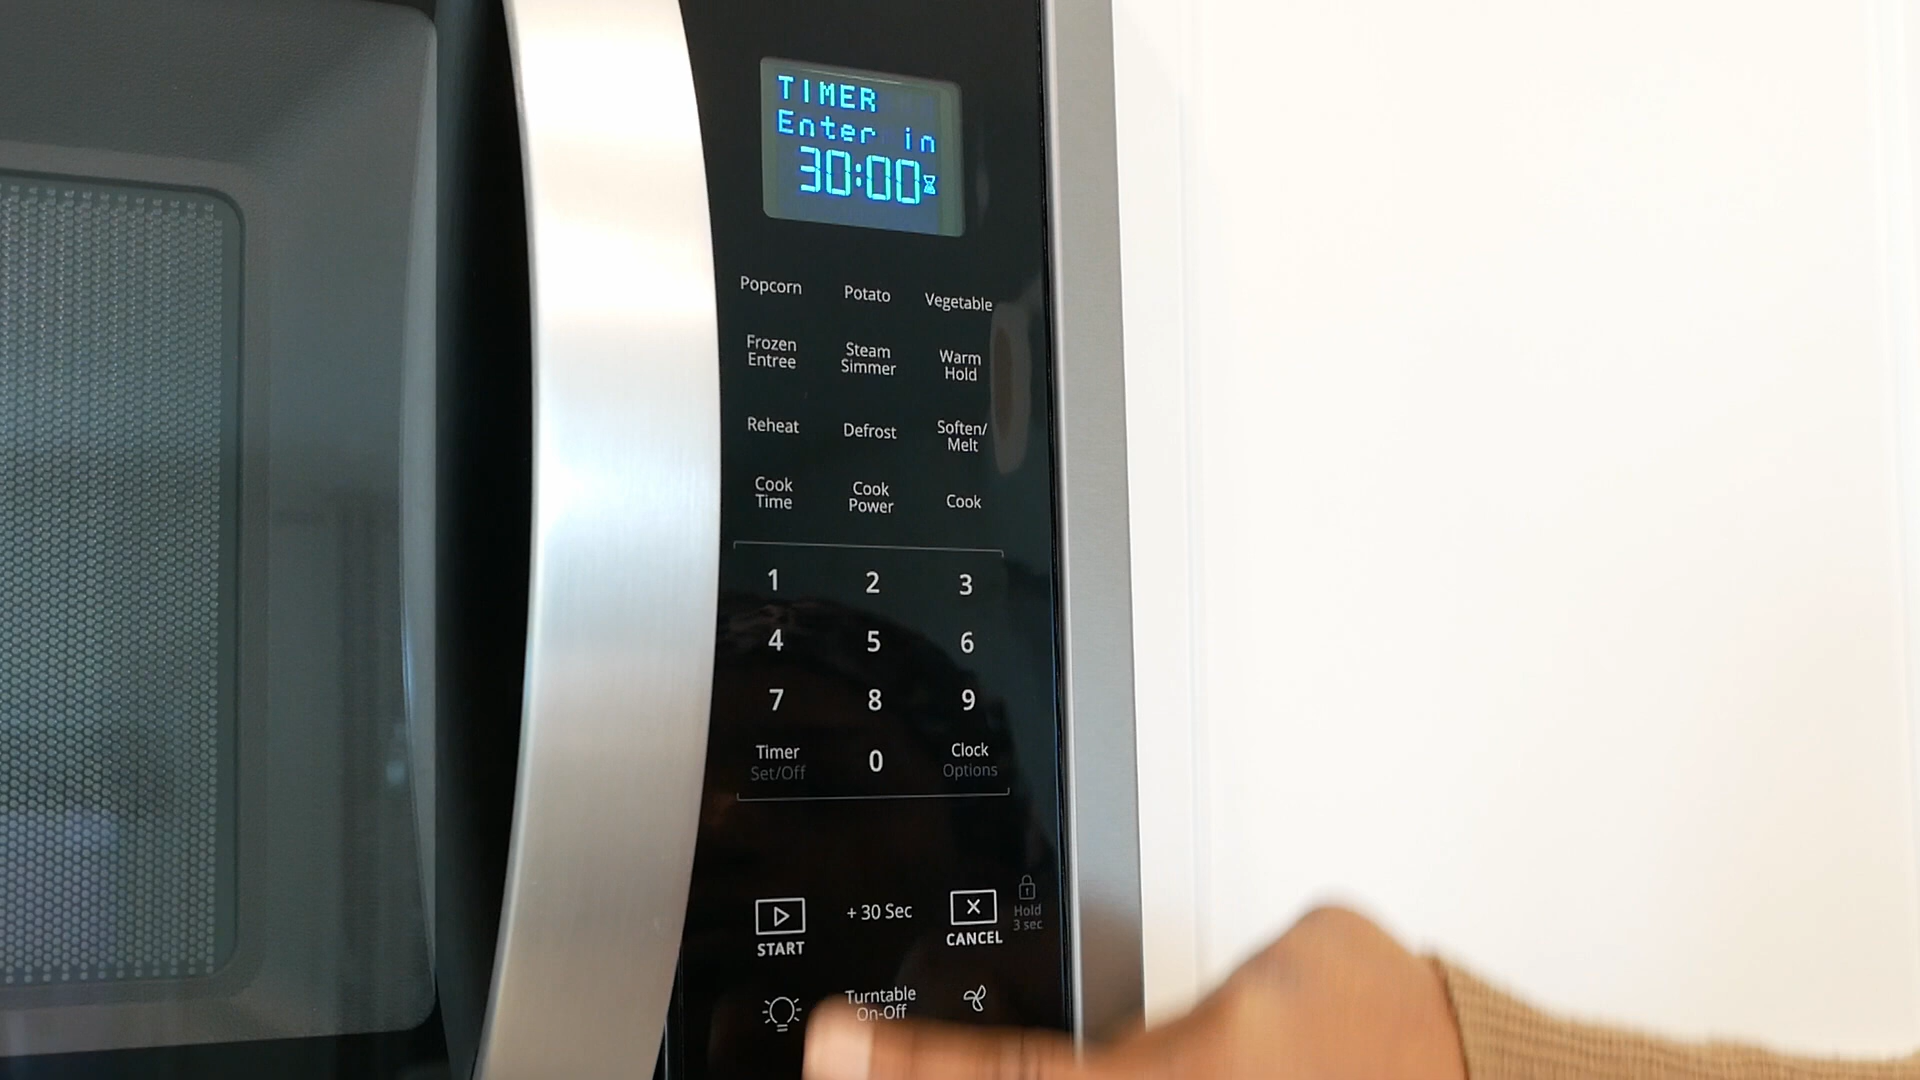 TIMER
Enter in
30:00
Popcorn Potato Vegetable
Frozen Entree
Steam Simmer
Warm Hold
Reheat Defrost Soften/ Melt
Cook Time
Cook Power
Cook
1 2 3
4 5 6
7 8 9
Timer 0 Clock
Set/Off Options
+ 30 Sec
START CANCEL
Hold
3 sec
Turntable
On-Off